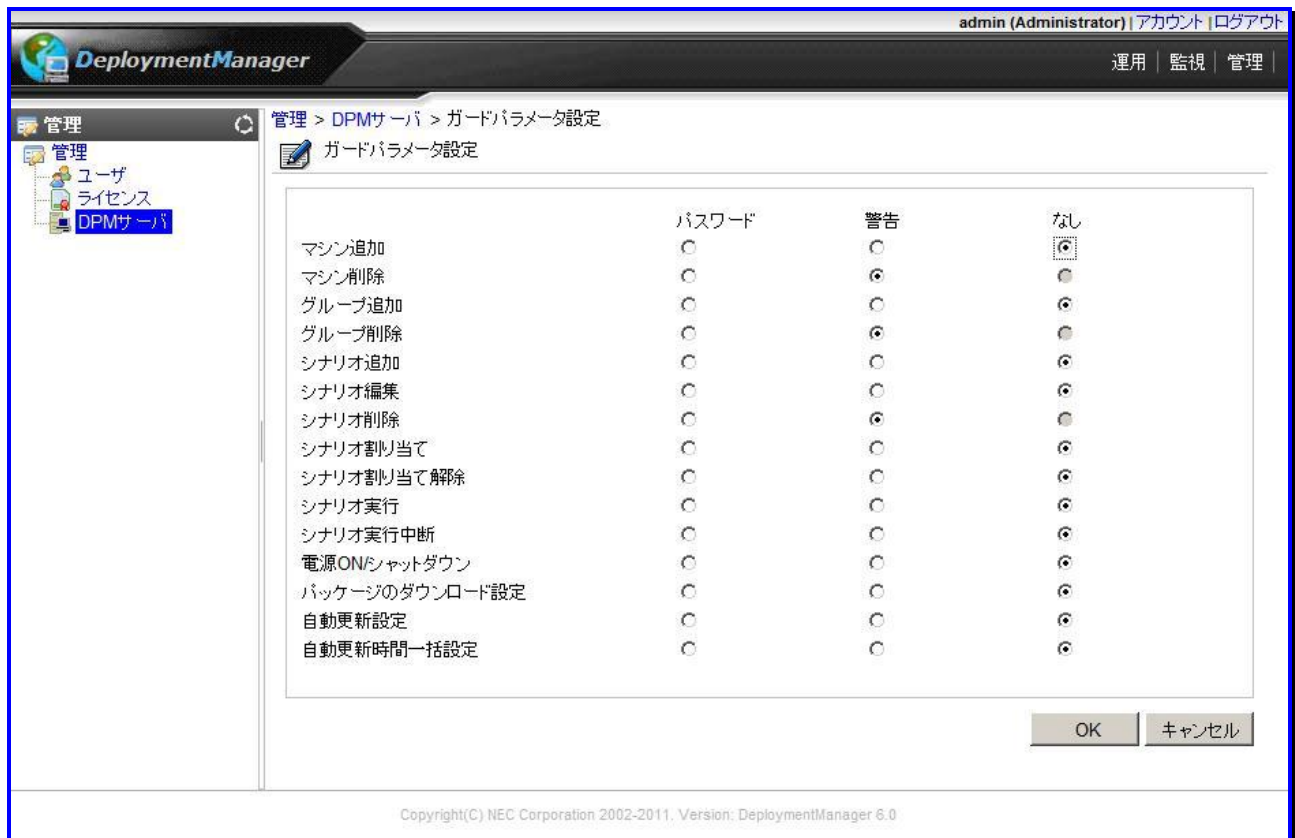 admin (Administrator) | アカウント | ログアウト
DeploymentManager
運用 | 監視 | 管理 |
管理
管理
ユーザ
ライセンス
DPMサーバ
管理 > DPMサーバ > ガードパラメータ設定
ガードパラメータ設定
パスワード 警告 なし
マシン追加
マシン削除
グループ追加
グループ削除
シナリオ追加
シナリオ編集
シナリオ削除
シナリオ割り当て
シナリオ割り当て解除
シナリオ実行
シナリオ実行中断
電源ON/シャットダウン
パッケージのダウンロード設定
自動更新設定
自動更新時間一括設定
OK キャンセル
Copyright(C) NEC Corporation 2002-2011. Version: DeploymentManager 6.0